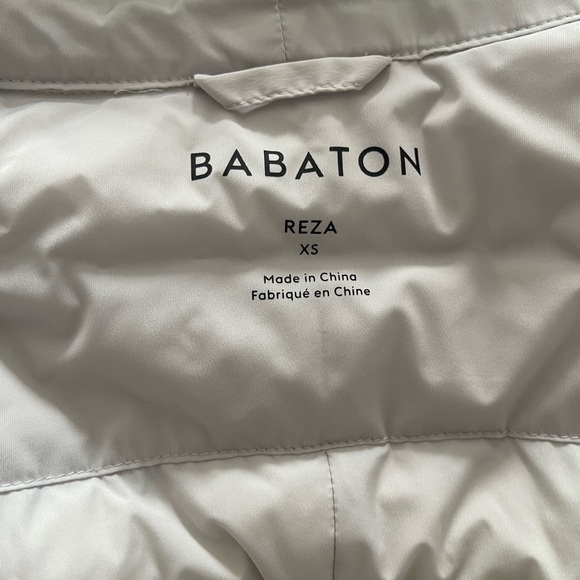 BABATON
REZA
XS
Made in China
Fabriqué en Chine